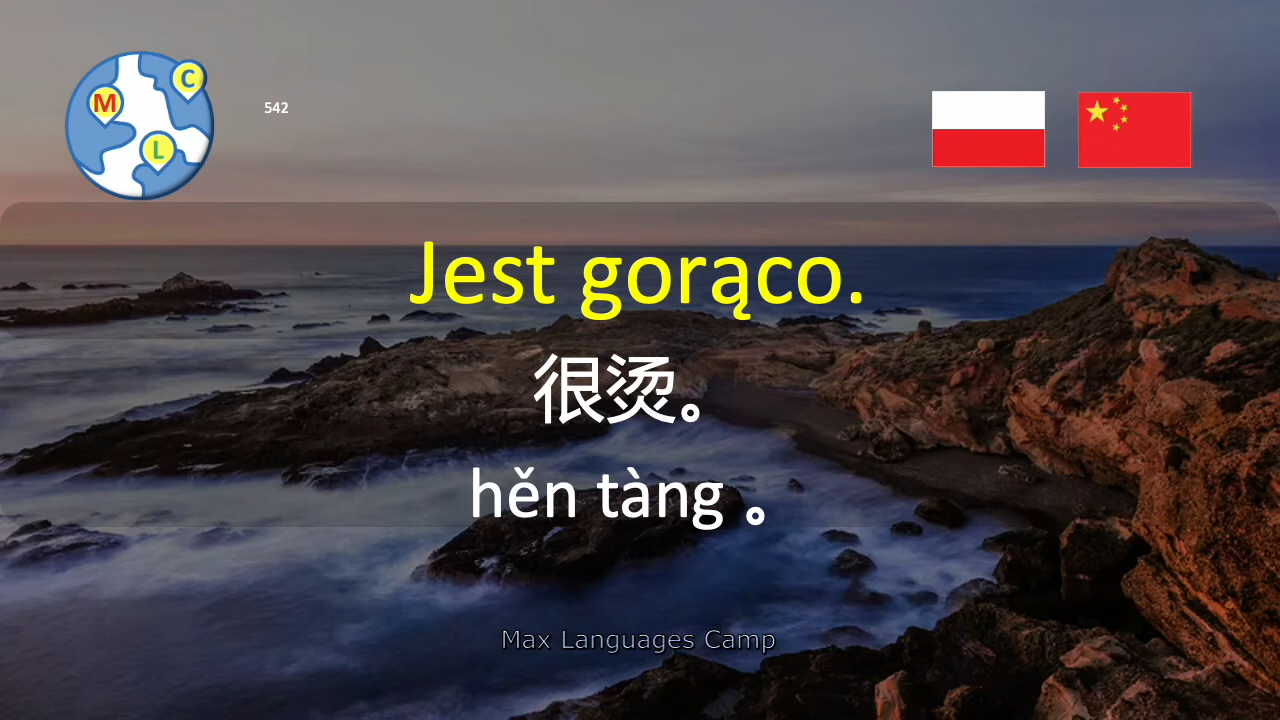 C
M
L
542
Jest gorąco.
很烫。
hěn tàng 。
Max Languages Camp